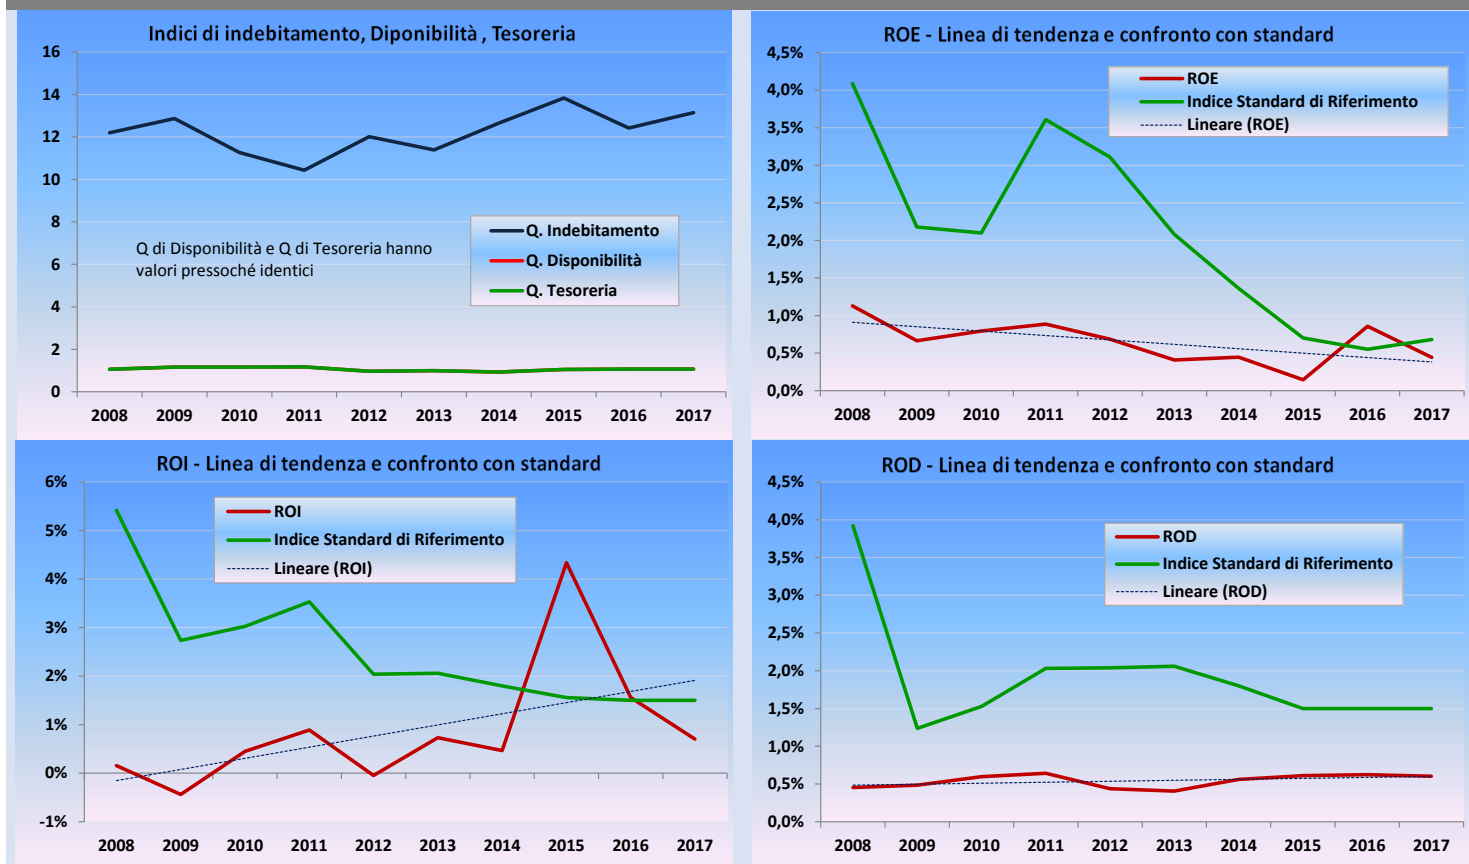 Indici di indebitamento, Diponibilità , Tesoreria
16
14
12
10
8
6
4
2
0
Q di Disponibilità e Q di Tesoreria hanno
valori pressoché identici
Q. Indebitamento
Q. Disponibilità
Q. Tesoreria
2008 2009 2010 2011 2012 2013 2014 2015 2016 2017
ROE - Linea di tendenza e confronto con standard
4,5%
4,0%
3,5%
3,0%
2,5%
2,0%
1,5%
1,0%
0,5%
0,0%
ROE
Indice Standard di Riferimento
Lineare (ROE)
2008 2009 2010 2011 2012 2013 2014 2015 2016 2017
ROI - Linea di tendenza e confronto con standard
6%
5%
4%
3%
2%
1%
0%
-1%
ROI
Indice Standard di Riferimento
Lineare (ROI)
2008 2009 2010 2011 2012 2013 2014 2015 2016 2017
ROD - Linea di tendenza e confronto con standard
4,5%
4,0%
3,5%
3,0%
2,5%
2,0%
1,5%
1,0%
0,5%
0,0%
ROD
Indice Standard di Riferimento
Lineare (ROD)
2008 2009 2010 2011 2012 2013 2014 2015 2016 2017